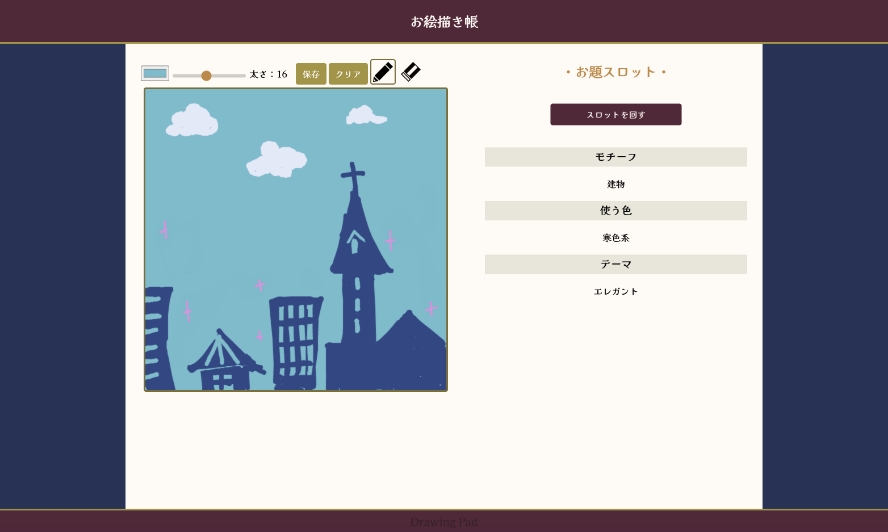 お絵描き帳
太さ：16 保存 クリア
・お題スロット・
スロットを回す
モチーフ
建物
使う色
寒色系
テーマ
エレガント
Drawing Pad